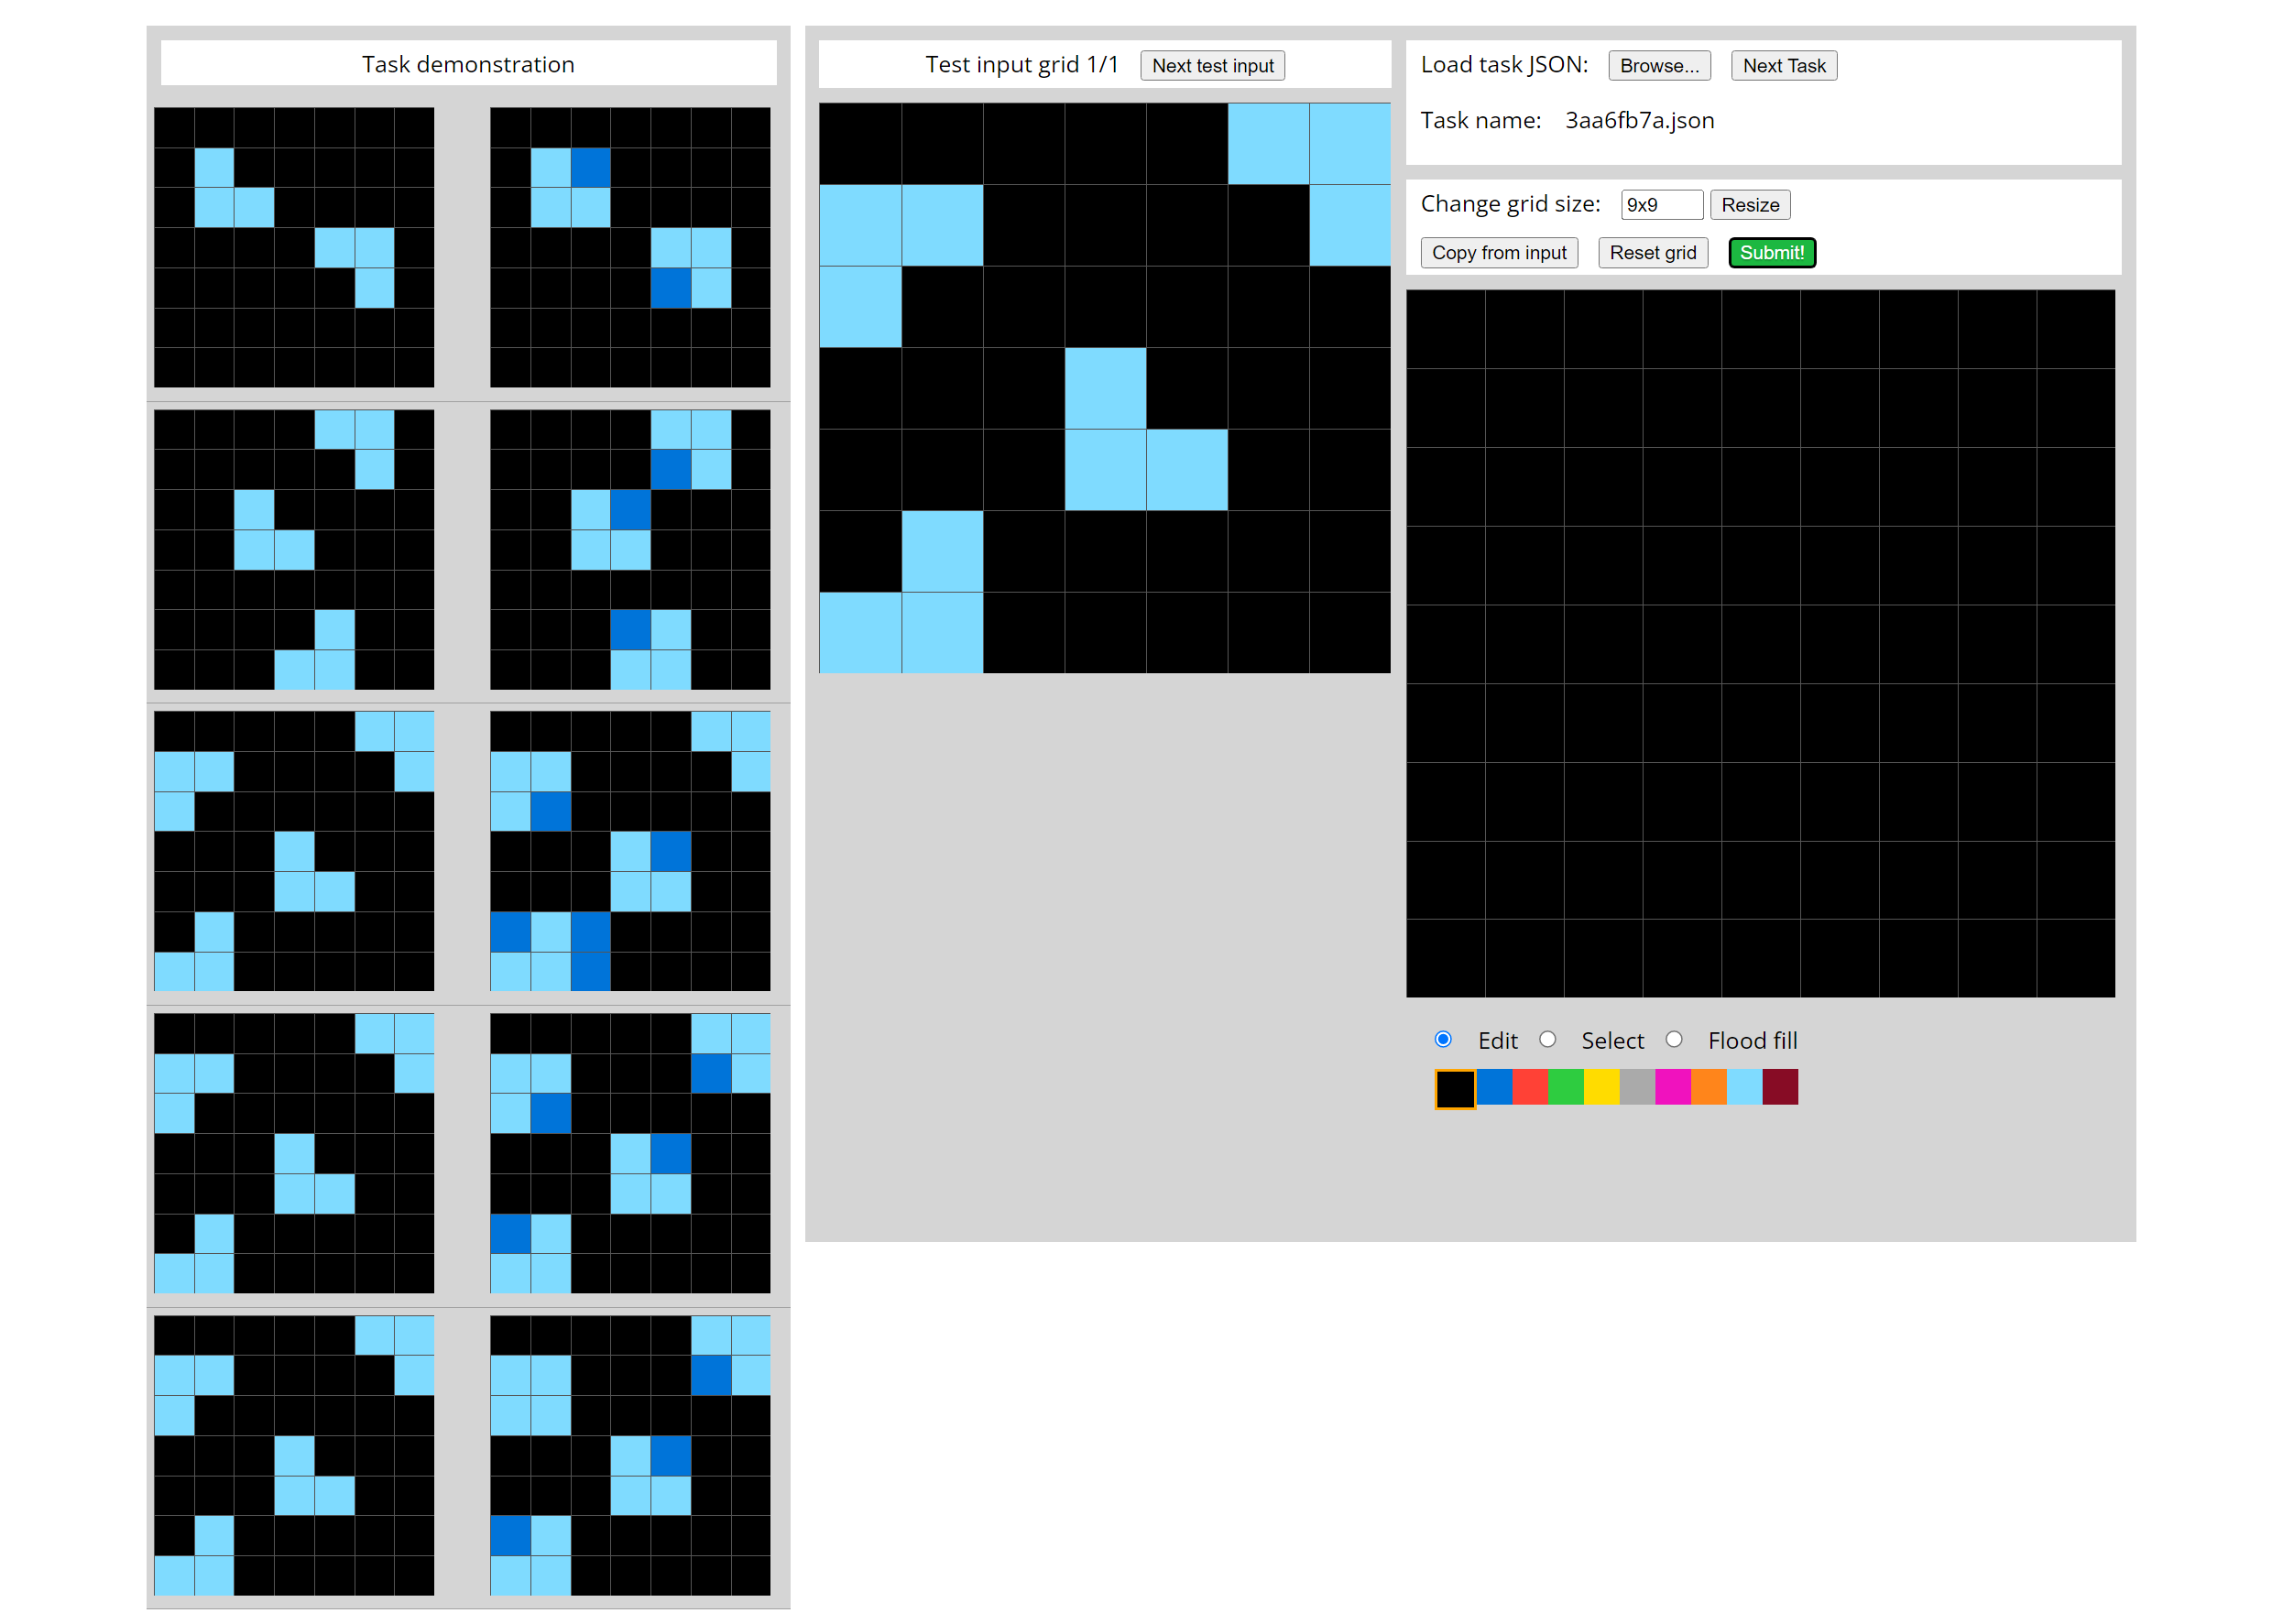 Task demonstration
Test input grid 1/1 Next test input
Load task JSON: Browse... Next Task
Task name: 3aa6fb7a.json
Change grid size: 9x9 Resize
Copy from input Reset grid Submit!
Edit Select Flood fill